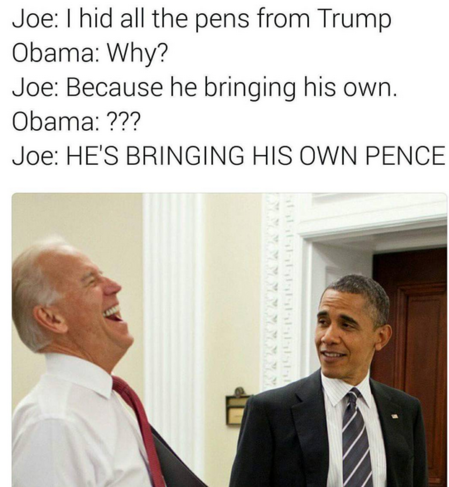 Joe: I hid all the pens from Trump
Obama: Why?
Joe: Because he bringing his own.
Obama: ???
Joe: HE'S BRINGING HIS OWN PENCE